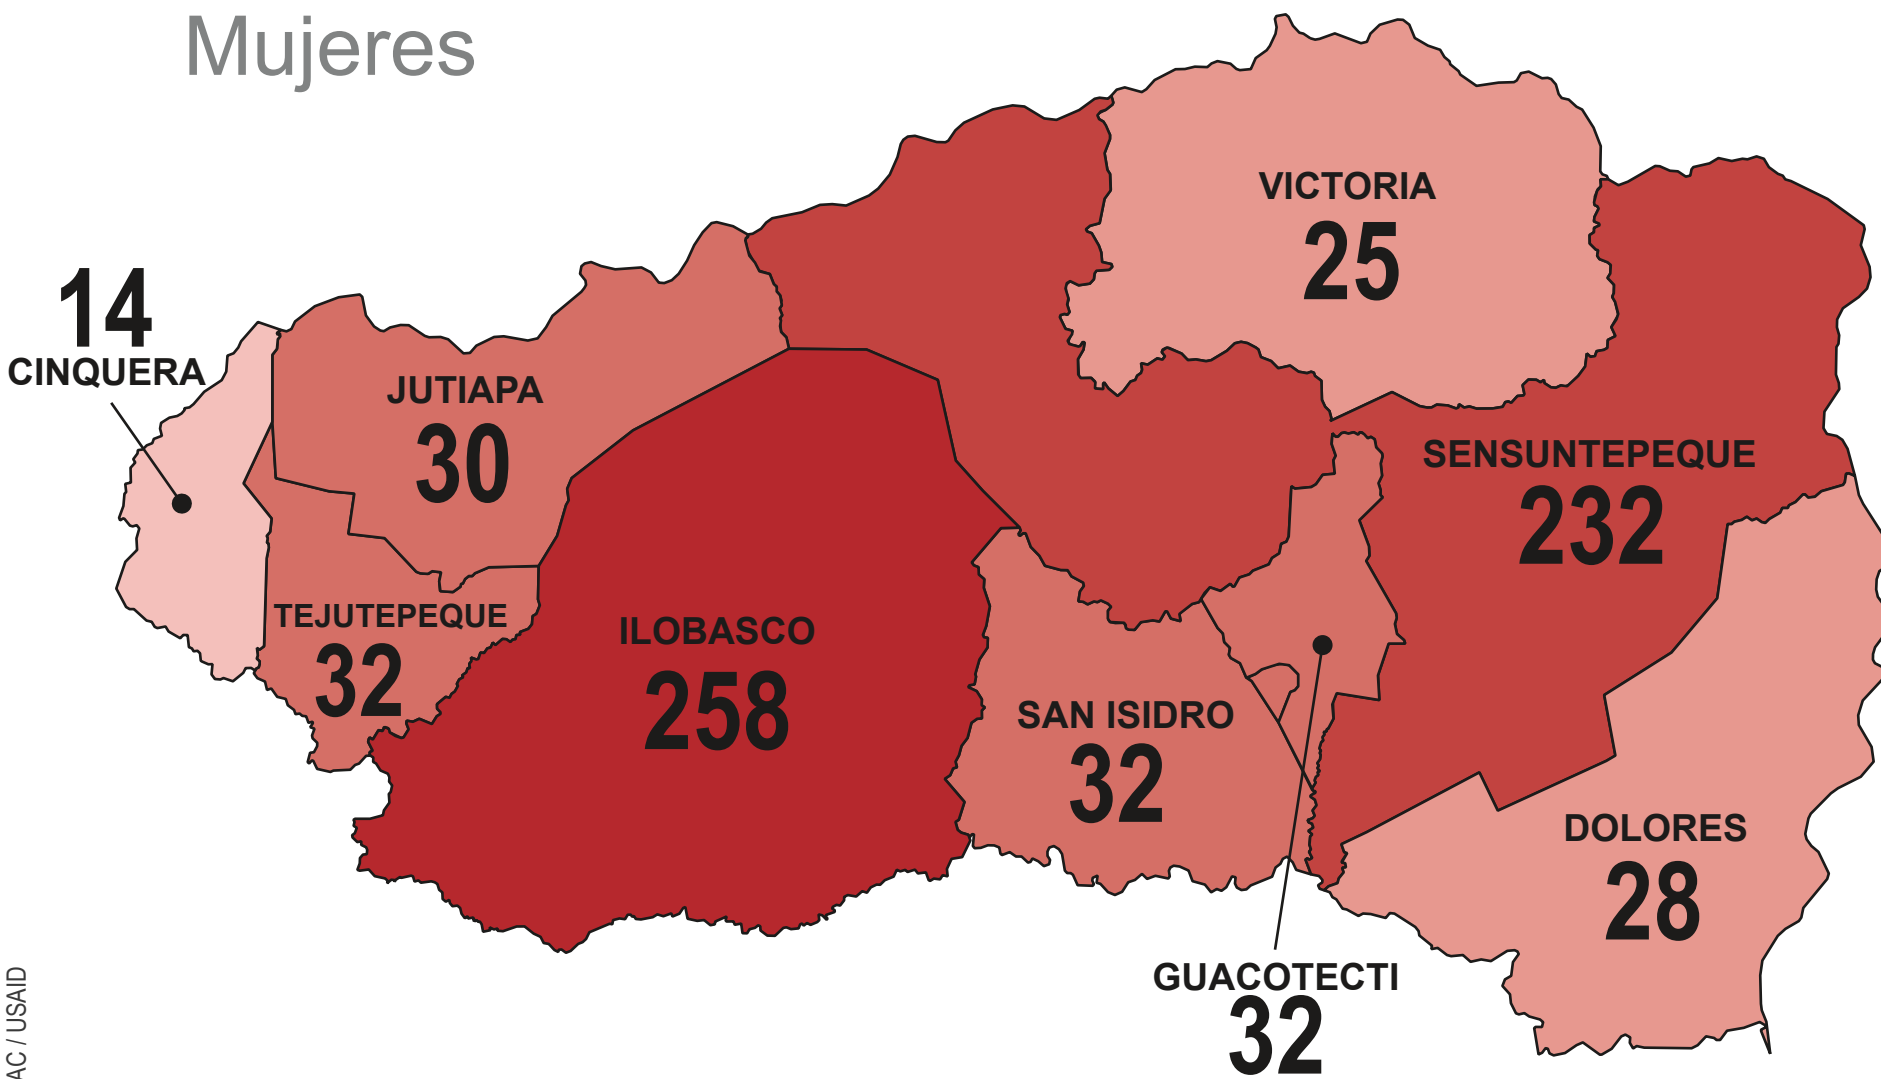 Mujeres
VICTORIA
25
14
CINQUERA
JUTIAPA
30
SENSUNTEPEQUE
232
TEJUTEPEQUE
32
ILOBASCO
258
SAN ISIDRO
32
DOLORES
28
GUACOTECTI
32
AC / USAID